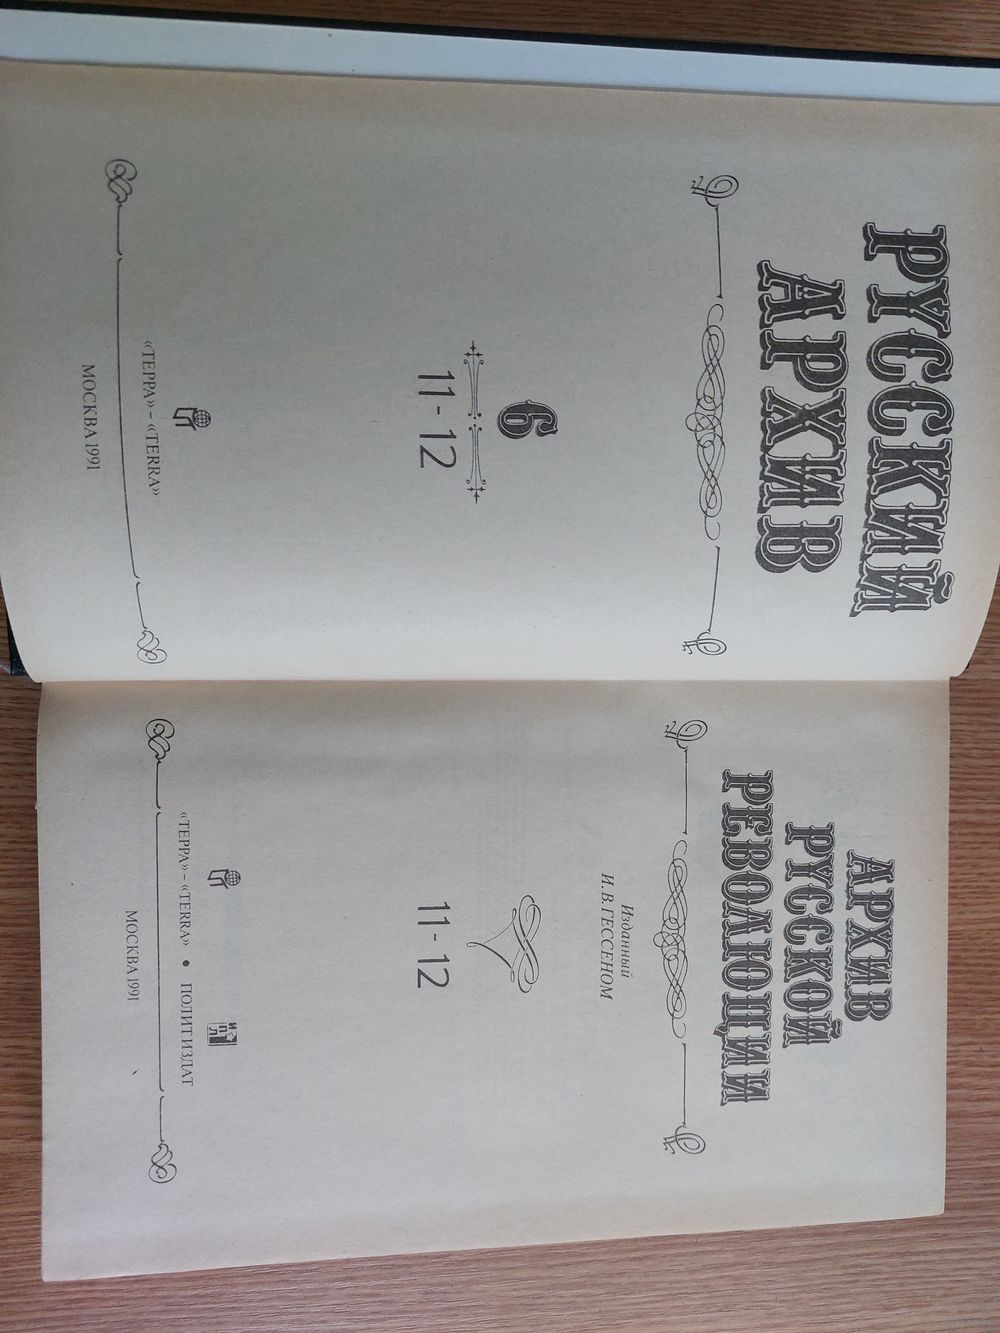 РУССКИЙ
АРХИВ
6
11 - 12
«ТЕРРА» – «TERRA»
МОСКВА 1991
АРХИВ
РУССКОЙ
РЕВОЛЮЦИИ
Изданный
И. В. ГЕССЕНОМ
11 - 12
ИПЛ
«ТЕРРА» – «TERRA» • ПОЛИТИЗДАТ
МОСКВА 1991